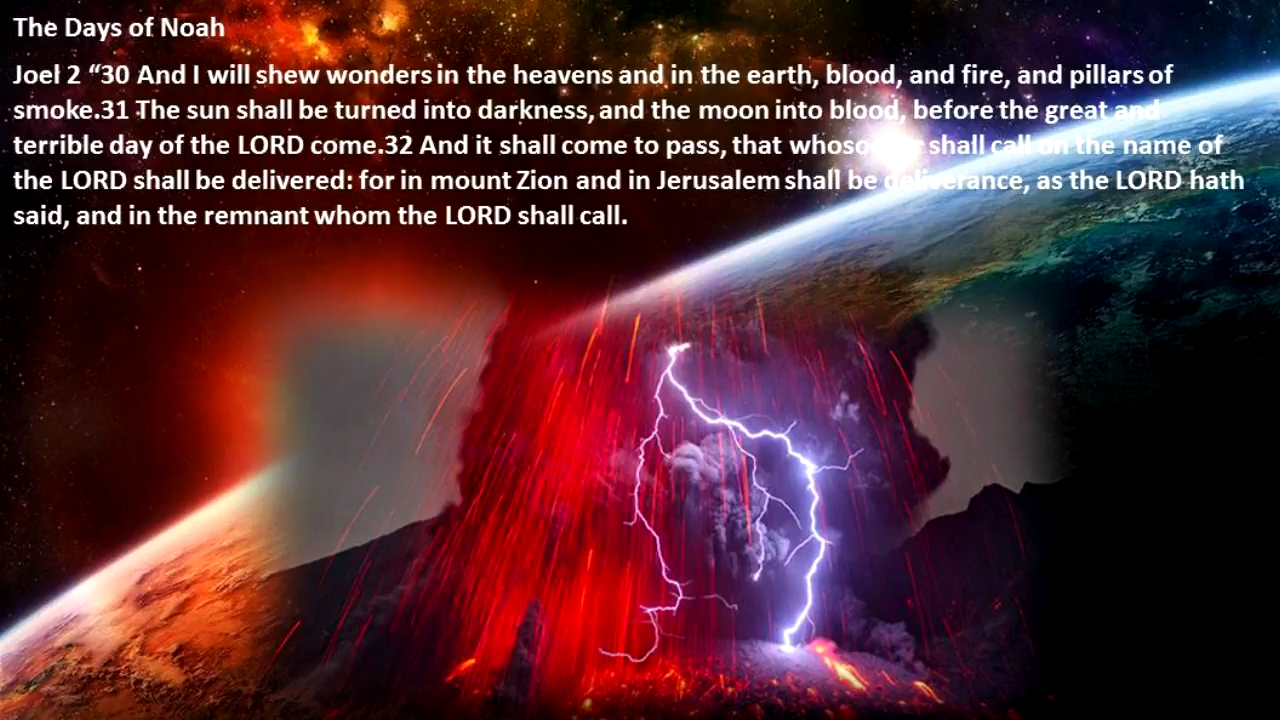 The Days of Noah
Joel 2 “30 And I will shew wonders in the heavens and in the earth, blood, and fire, and pillars of
smoke.31 The sun shall be turned into darkness, and the moon into blood, before the great and
terrible day of the LORD come.32 And it shall come to pass, that whosoever shall call on the name of
the LORD shall be delivered: for in mount Zion and in Jerusalem shall be deliverance, as the LORD hath
said, and in the remnant whom the LORD shall call.